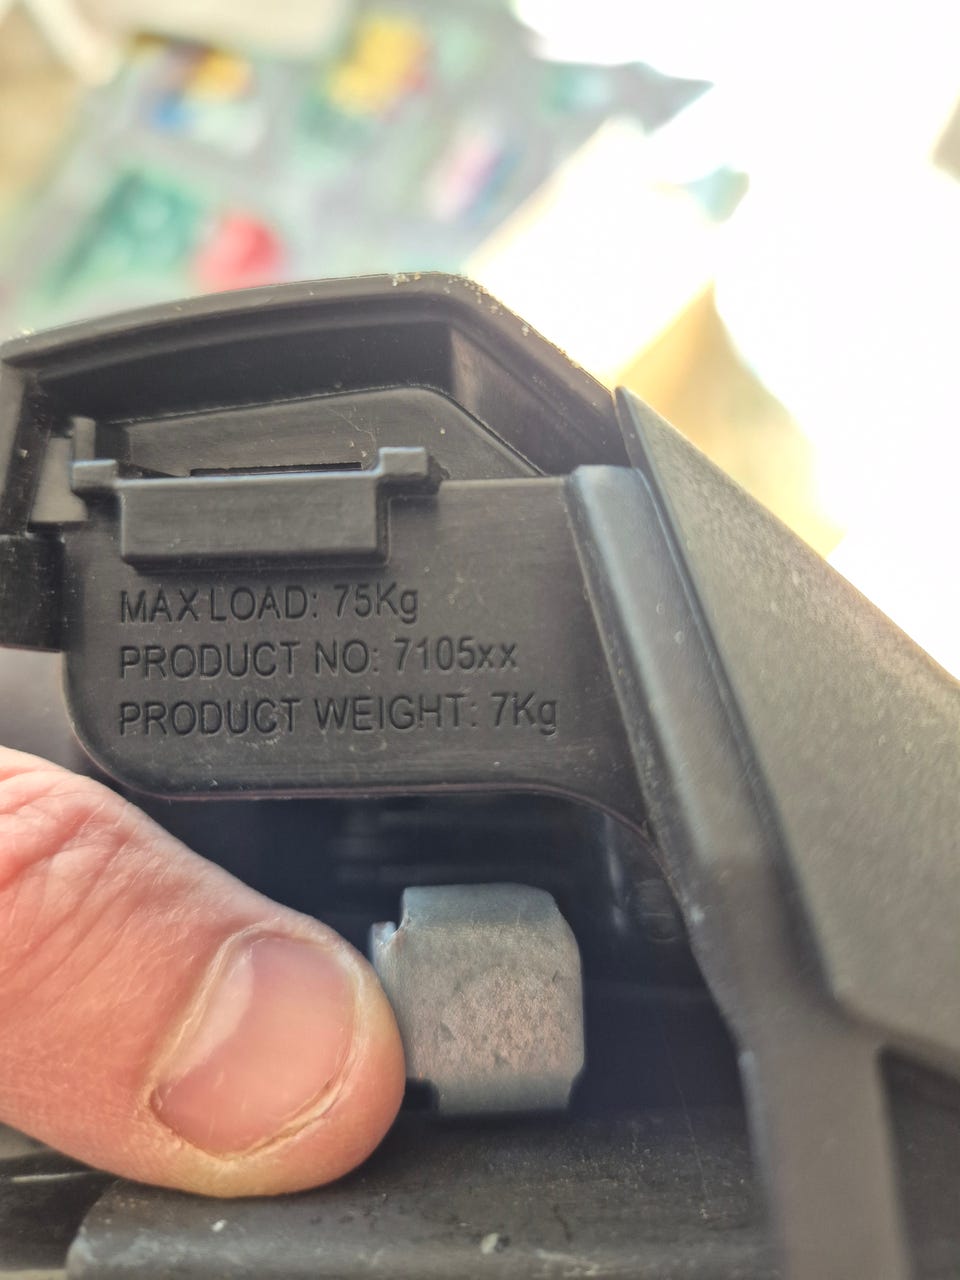 MAX LOAD: 75Kg
PRODUCT NO: 7105xx
PRODUCT WEIGHT: 7Kg